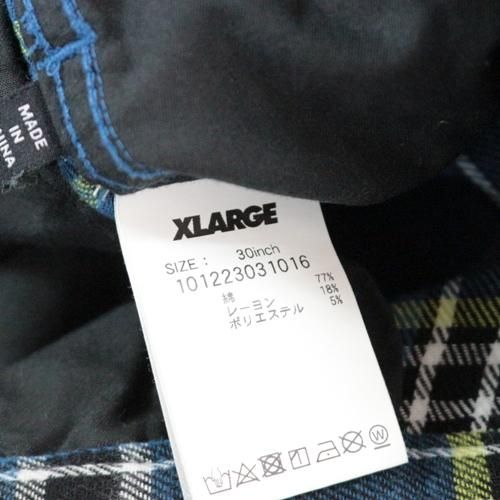 MADE
IN
CHINA
XLARGE
SIZE : 30inch
101223031016
綿 77%
レーヨン 18%
ポリエステル 5%
W